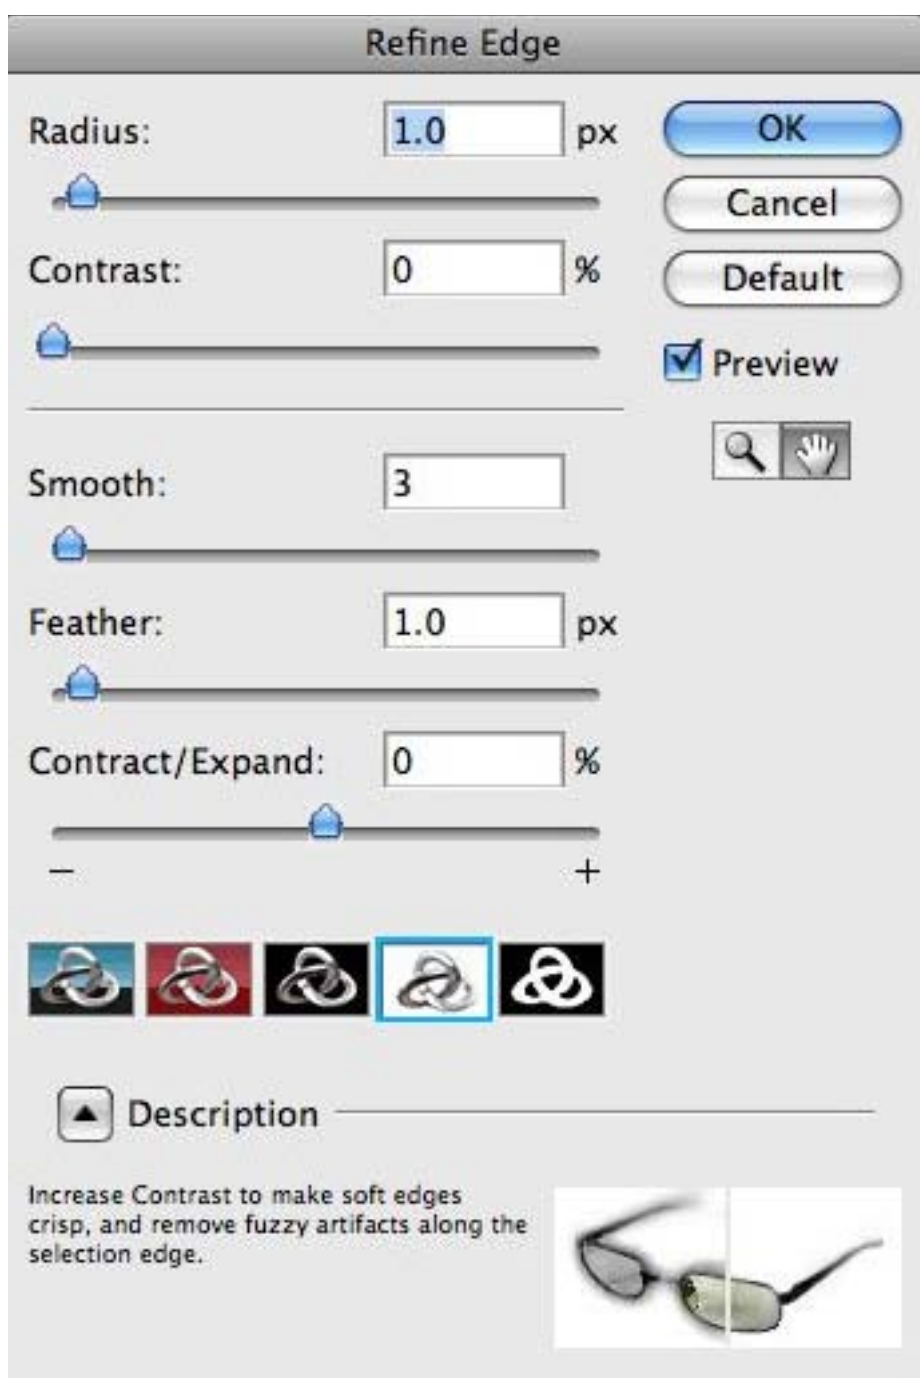 Refine Edge
Radius: 1.0 px
OK
Cancel
Contrast: 0 %
Default
Preview
Smooth: 3
Feather: 1.0 px
Contract/Expand: 0 %
– +
Description
Increase Contrast to make soft edges
crisp, and remove fuzzy artifacts along the
selection edge.